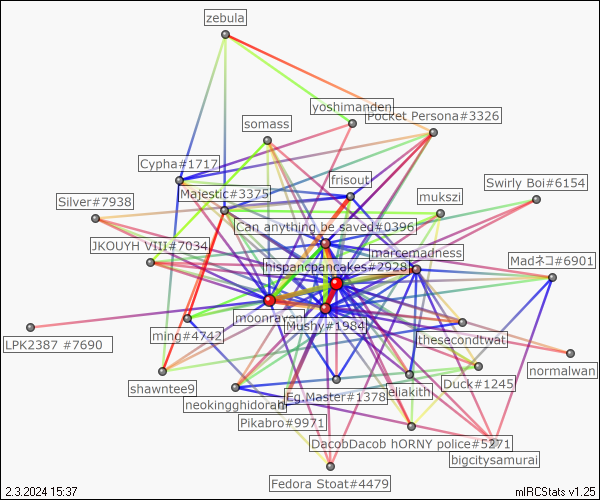 zebula
yoshimanden
Pocket Persona#3326
somass
Cypha#1717
frisout
Swirly Boi#6154
Majestic#3375
mukszi
Silver#7938
Can anything be saved#0396
JKOUYH VIII#7034
marcemadness
Madネコ#6901
hispancpancakes#2928
moonraven
Mushy#1984
ming#4742
thesecondtwat
LPK2387 #7690
normalwan
shawntee9
Duck#1245
eliakith
Eg.Master#1378
neokingghidorah
Pikabro#9971
DacobDacob hORNY police#5271
bigcitysamurai
Fedora Stoat#4479
2.3.2024 15:37
mIRCStats v1.25